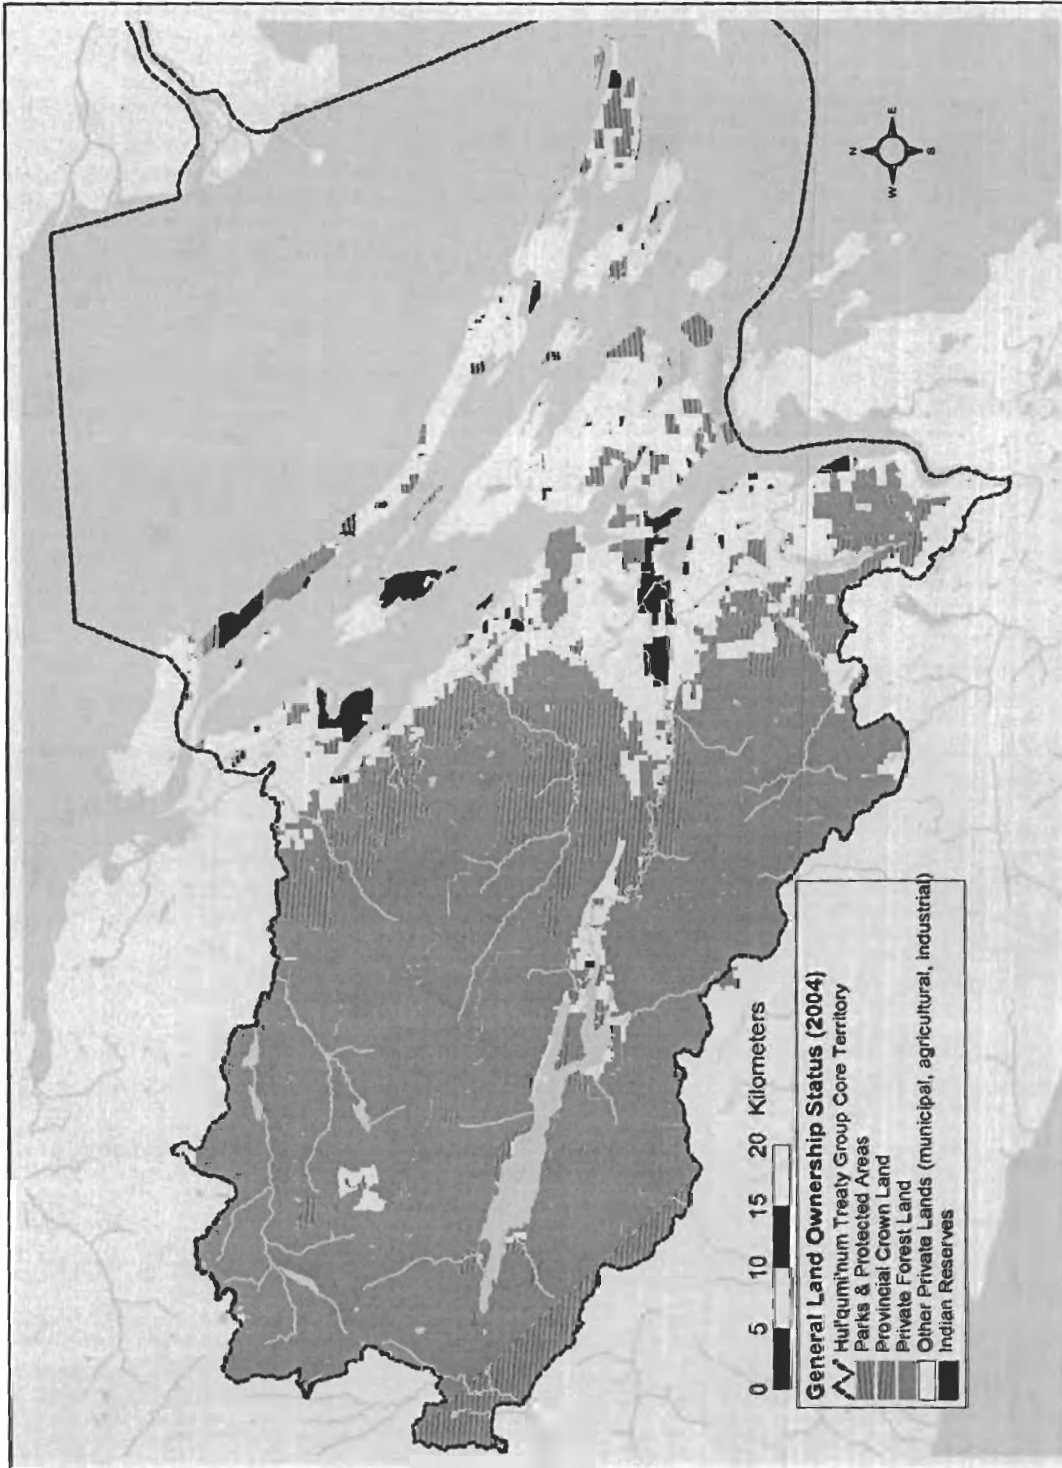 N
W E
S
0 5 10 15 20 Kilometers
General Land Ownership Status (2004)
Hul'qumi'num Treaty Group Core Territory
Parks & Protected Areas
Provincial Crown Land
Private Forest Land
Other Private Lands (municipal, agricultural, industrial)
Indian Reserves